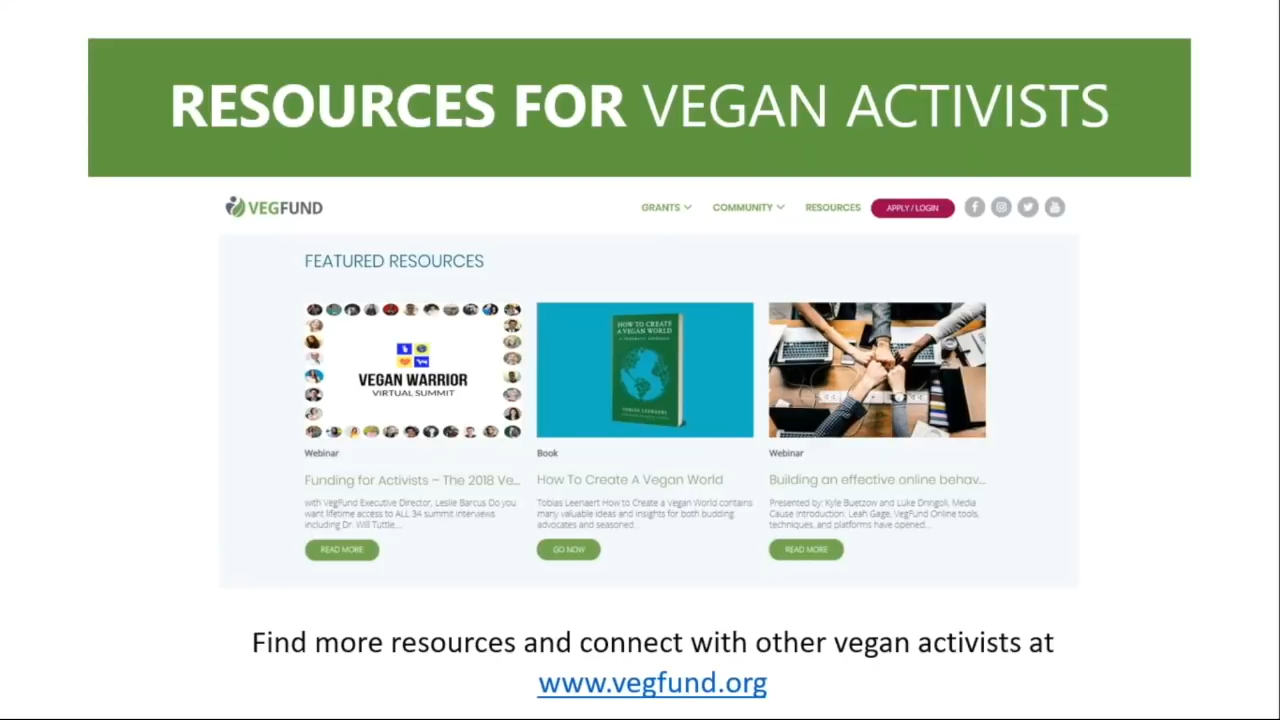 RESOURCES FOR VEGAN ACTIVISTS
VEGFUND
GRANTS
COMMUNITY
RESOURCES
APPLY / LOGIN
FEATURED RESOURCES
VEGAN WARRIOR
VIRTUAL SUMMIT
Webinar
Funding for Activists – The 2018 Ve...
with VegFund Executive Director, Leslie Barcus Do you
want lifetime access to ALL 34 summit interviews
including Dr. Will Tuttle,...
READ MORE
HOW TO CREATE
A VEGAN WORLD
A PRAGMATIC APPROACH
TOBIAS LEENAERT
Book
How To Create A Vegan World
Tobias Leenaert How to Create a Vegan World contains
many valuable ideas and insights for both budding
advocates and seasoned...
GO NOW
Webinar
Building an effective online behav...
Presented by: Kyle Buetzow and Luke Dringoli, Media
Cause Introduction: Leah Gage, VegFund Online tools,
techniques, and platforms have opened...
READ MORE
Find more resources and connect with other vegan activists at
www.vegfund.org